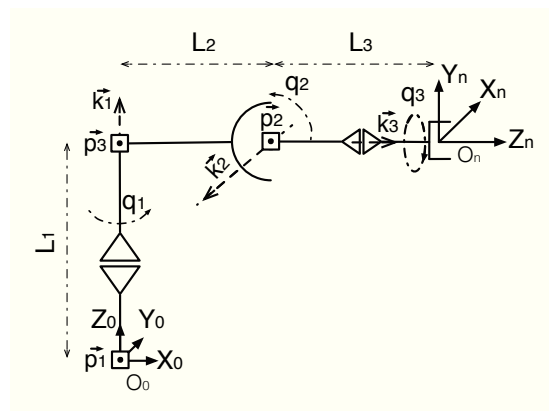 L2 L3
k1 q2 Yn Xn
p3 p2 k3 q3 Zn
On
k2
q1
L1
Z0 Y0
p1 X0
O0